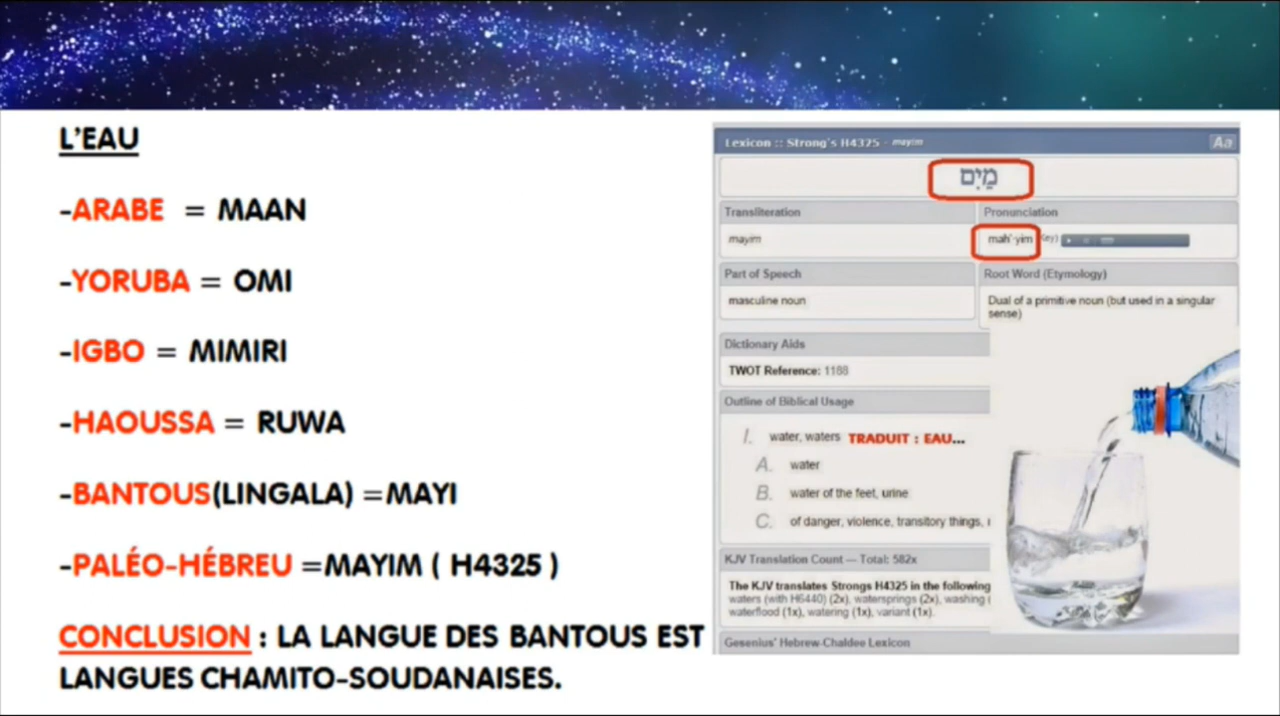 L'EAU
-ARABE = MAAN
-YORUBA = OMI
-IGBO = MIMIRI
-HAOUSSA = RUWA
-BANTOUS(LINGALA) =MAYI
-PALÉO-HÉBREU =MAYIM ( H4325 )
CONCLUSION : LA LANGUE DES BANTOUS EST
LANGUES CHAMITO-SOUDANAISES.
Lexicon :: Strong's H4325 - mayim
Aa
מַיִם
Transliteration
mayim
Pronunciation
mah'·yim Key)
Part of Speech
masculine noun
Root Word (Etymology)
Dual of a primitive noun (but used in a singular
sense)
Dictionary Aids
TWOT Reference: 1188
Outline of Biblical Usage
I. water, waters TRADUIT : EAU...
A. water
B. water of the feet, urine
C. of danger, violence, transitory things,
KJV Translation Count — Total: 582x
The KJV translates Strongs H4325 in the following
waters (with H6440) (2x), watersprings (2x), washing (
waterflood (1x), watering (1x), variant (1x).
Gesenius' Hebrew-Chaldee Lexicon